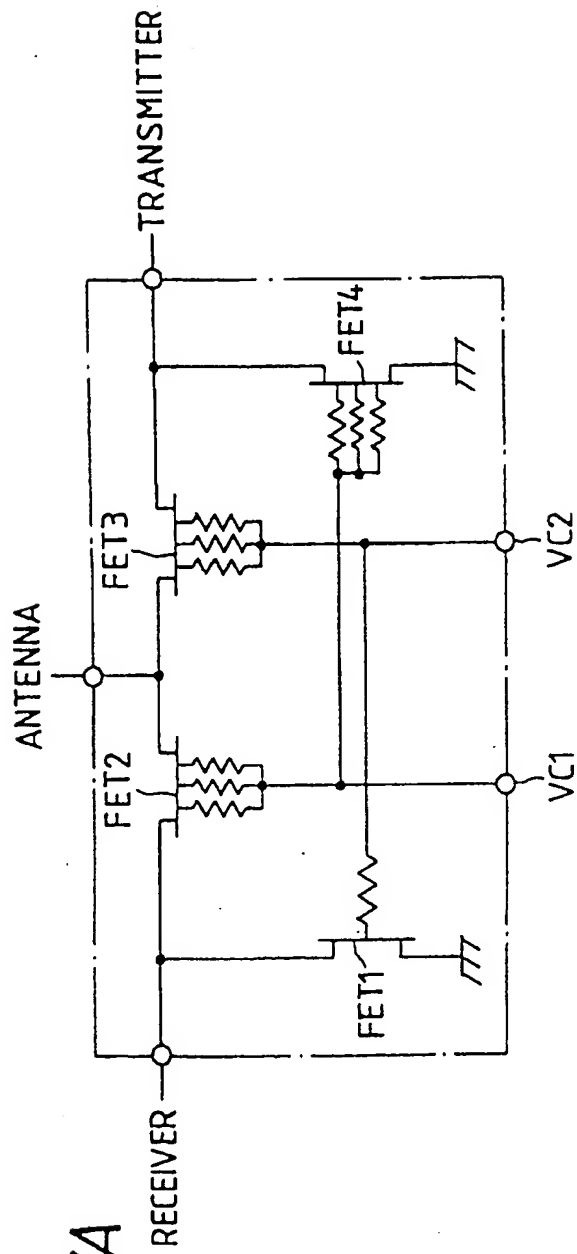 ANTENNA
RECEIVER
TRANSMITTER
FET2
FET3
FET1
FET4
VC1
VC2